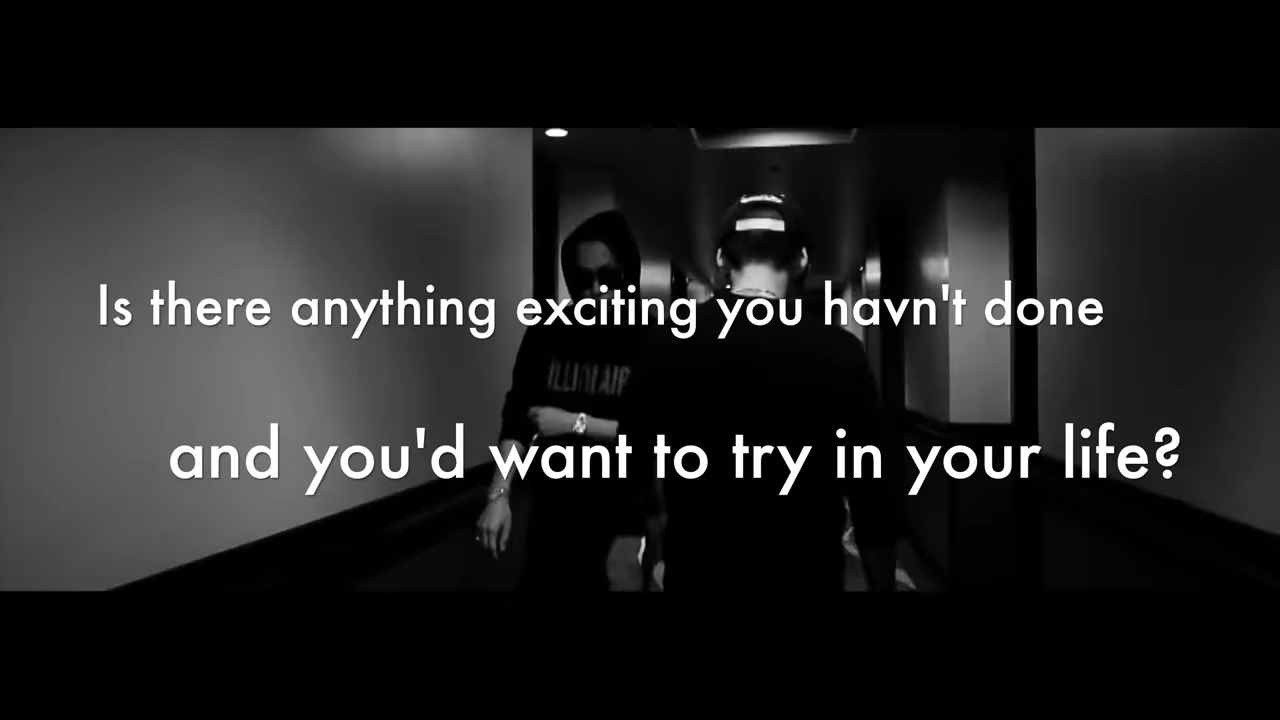 Is there anything exciting you havn't done
and you'd want to try in your life?